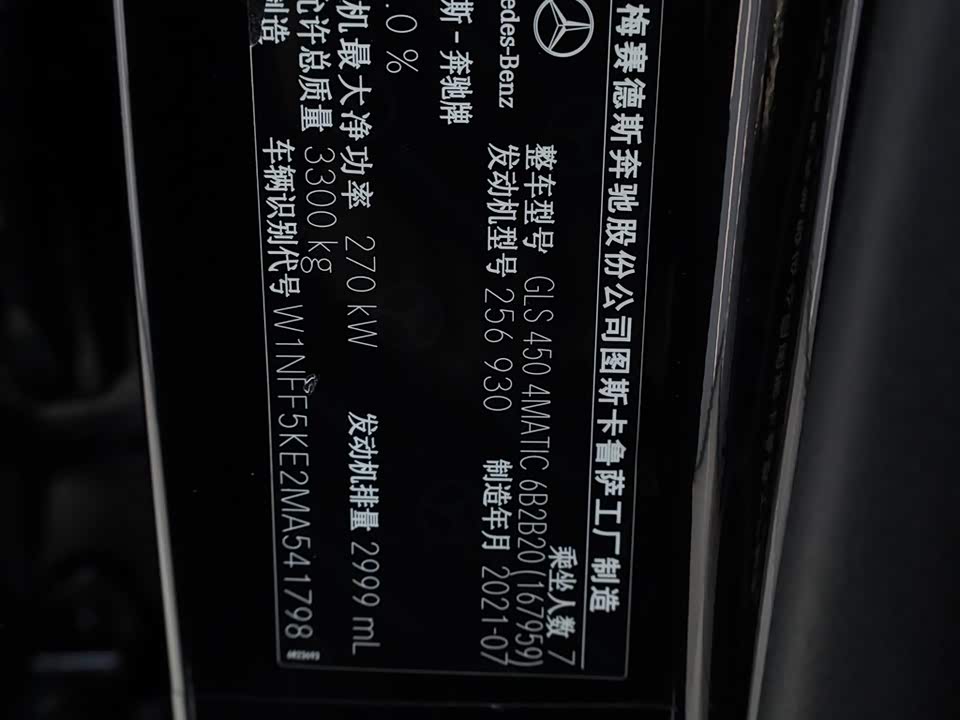 梅赛德斯奔驰股份公司图斯卡鲁萨工厂制造
乘坐人数 7
整车型号 GLS 450 4MATIC 6B2B20(167959)
Mercedes-Benz
发动机型号 256 930 制造年月 2021-07
斯-奔驰牌
.0 %
机最大净功率 270 kW 发动机排量 2999 mL
允许总质量 3300 kg
车辆识别代号 W1NFF5KE2MA541798
制造